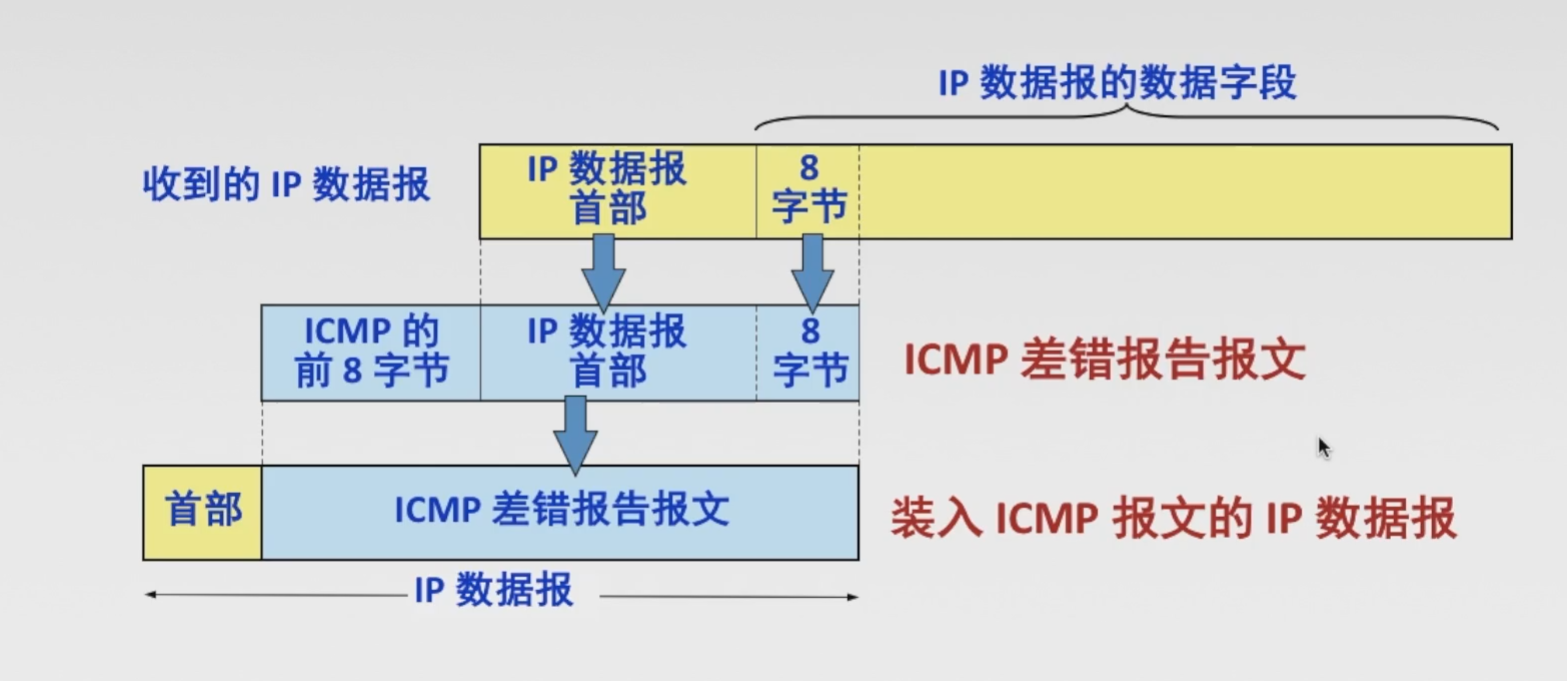 IP 数据报的数据字段
收到的 IP 数据报
IP 数据报
首部
8
字节
ICMP 的
前 8 字节
IP 数据报
首部
8
字节
ICMP 差错报告报文
首部
ICMP 差错报告报文
装入 ICMP 报文的 IP 数据报
IP 数据报